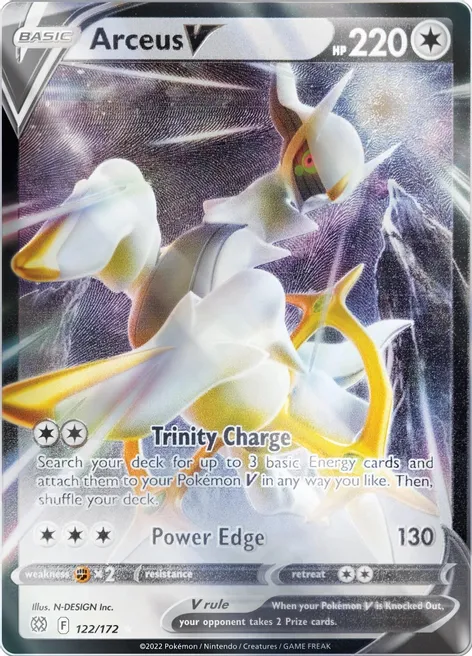 BASIC
Arceus V
HP 220
Trinity Charge
Search your deck for up to 3 basic Energy cards and
attach them to your Pokémon V in any way you like. Then,
shuffle your deck.
Power Edge 130
weakness ×2 resistance retreat
Illus. N-DESIGN Inc.
V rule
When your Pokémon V is Knocked Out,
your opponent takes 2 Prize cards.
F 122/172
©2022 Pokémon / Nintendo / Creatures / GAME FREAK